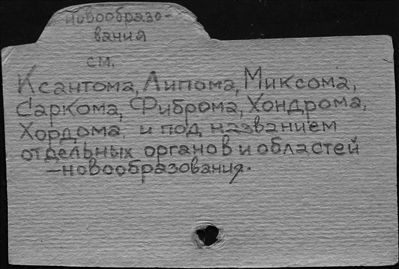 новообразо-
вания
см.
Ксантома, Липома, Миксома,
Саркома, Фиброма, Хондрома,
Хордома, и под названием
отдельных органов и областей
—новообразования.